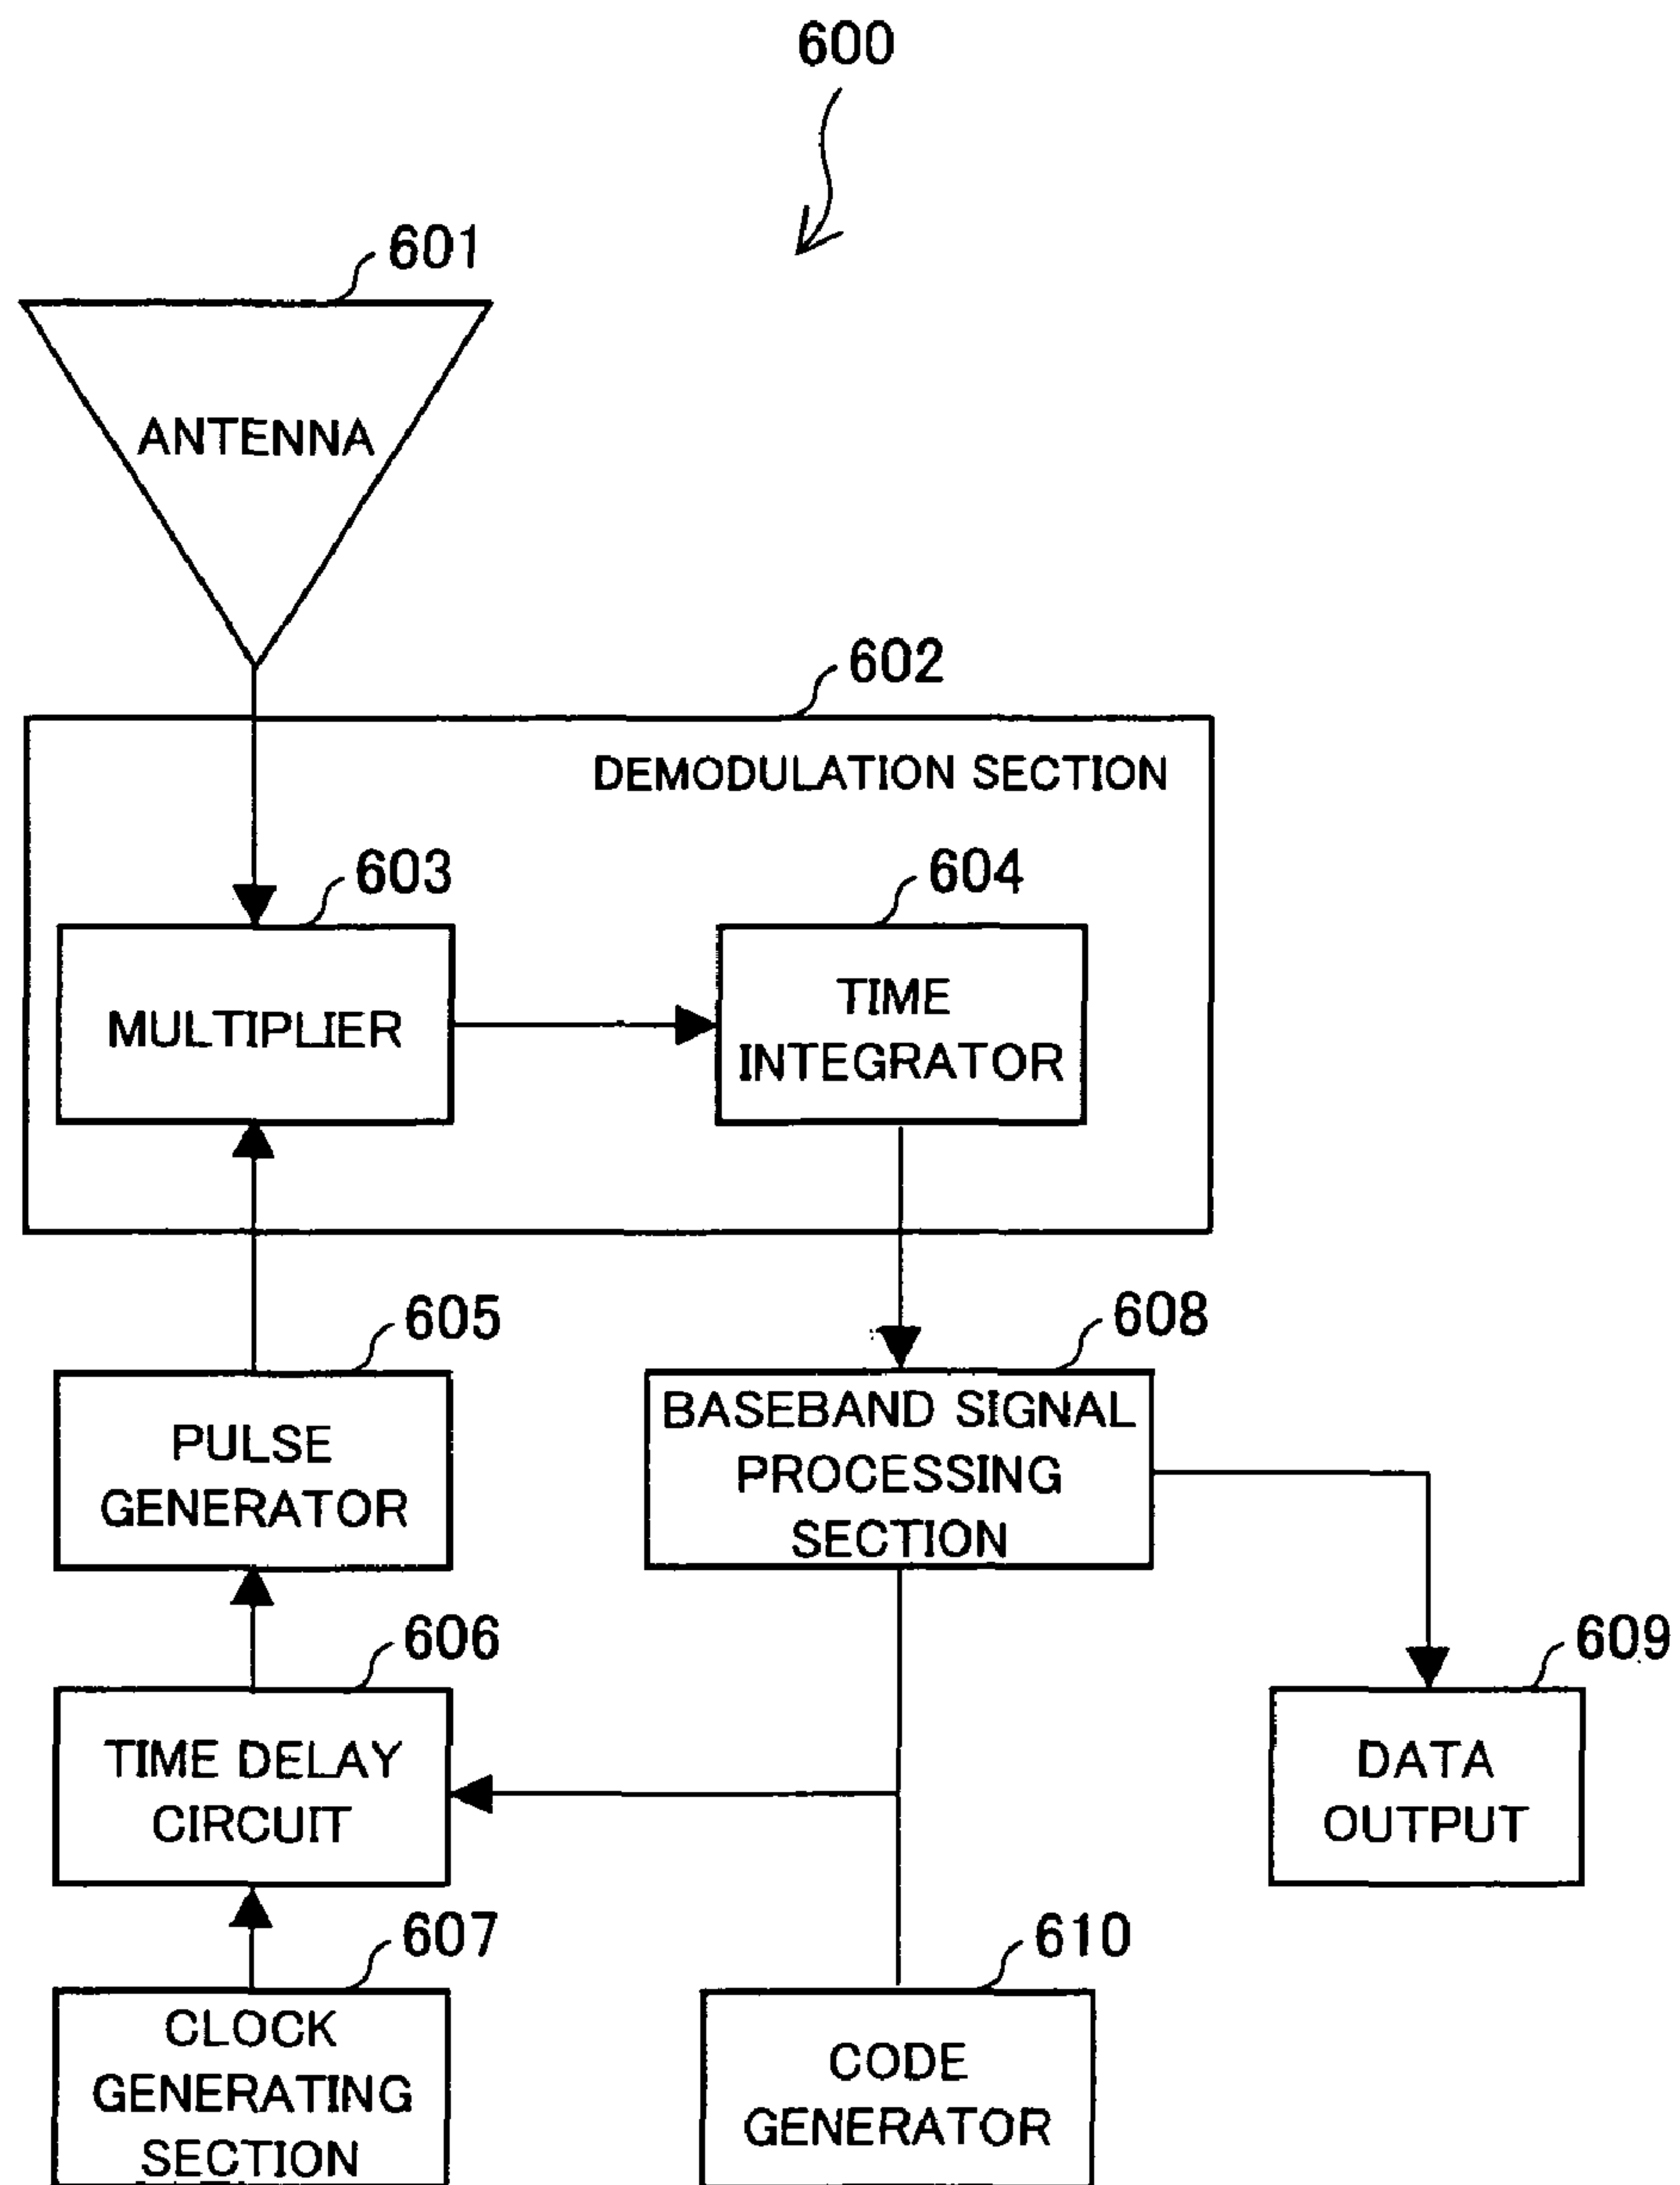 600
601
ANTENNA
602
DEMODULATION SECTION
603
604
MULTIPLIER
TIME
INTEGRATOR
605
608
PULSE
GENERATOR
BASEBAND SIGNAL
PROCESSING
SECTION
606
609
TIME DELAY
CIRCUIT
DATA
OUTPUT
607
610
CLOCK
GENERATING
SECTION
CODE
GENERATOR